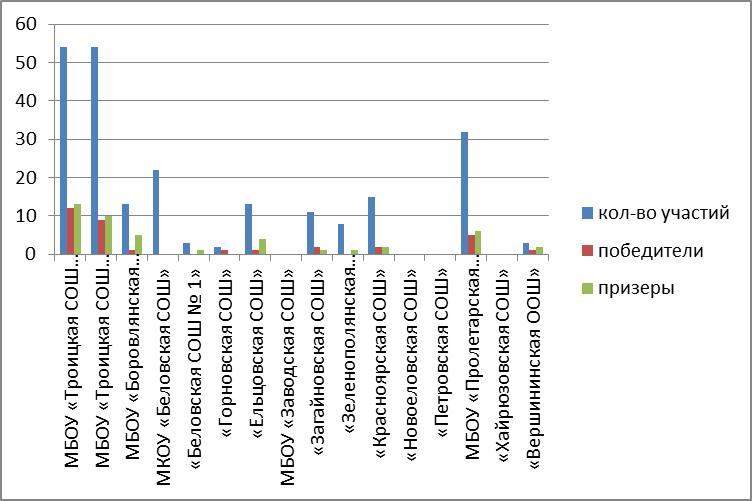 60
50
40
30
20
10
0
МБОУ «Троицкая СОШ…
МБОУ «Троицкая СОШ…
МБОУ «Боровлянская…
МКОУ «Беловская СОШ»
«Беловская СОШ № 1»
«Горновская СОШ»
«Ельцовская СОШ»
МБОУ «Заводская СОШ»
«Загайновская СОШ»
«Зеленополянская…
«Красноярская СОШ»
«Новоеловская СОШ»
«Петровская СОШ»
МБОУ «Пролетарская…
«Хайрюзовская СОШ»
«Вершининская ООШ»
кол-во участий
победители
призеры